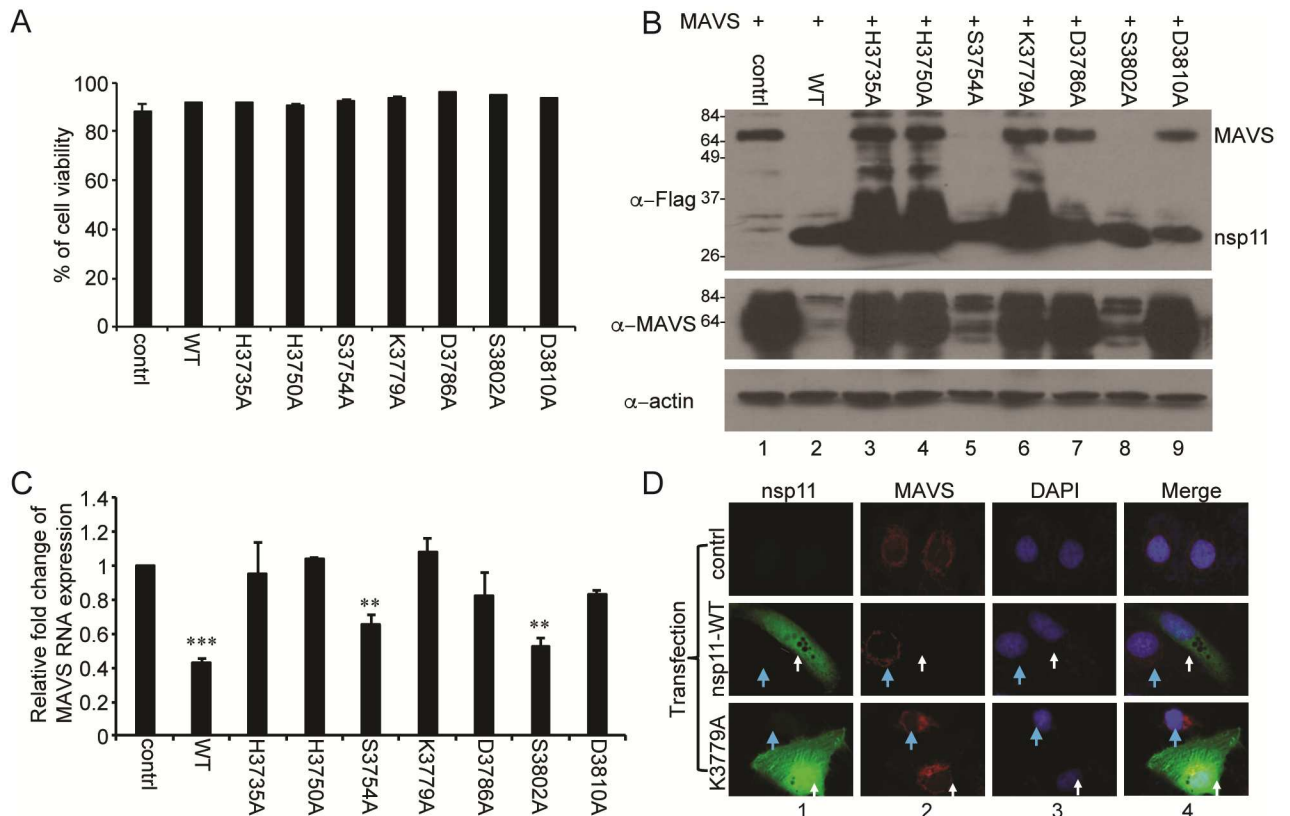 A
% of cell viability
100
80
60
40
20
0
contrl
WT
H3735A
H3750A
S3754A
K3779A
D3786A
S3802A
D3810A
B
MAVS + + + + + + + + +
contrl
WT
H3735A
H3750A
S3754A
K3779A
D3786A
S3802A
D3810A
84-
64-
49-
37-
26-
α–Flag
MAVS
nsp11
84-
64-
α–MAVS
α–actin
1 2 3 4 5 6 7 8 9
C
Relative fold change of
MAVS RNA expression
1.4
1.2
1
0.8
0.6
0.4
0.2
0
***
**
**
contrl
WT
H3735A
H3750A
S3754A
K3779A
D3786A
S3802A
D3810A
D
nsp11 MAVS DAPI Merge
Transfection
contrl
nsp11-WT
K3779A
1 2 3 4